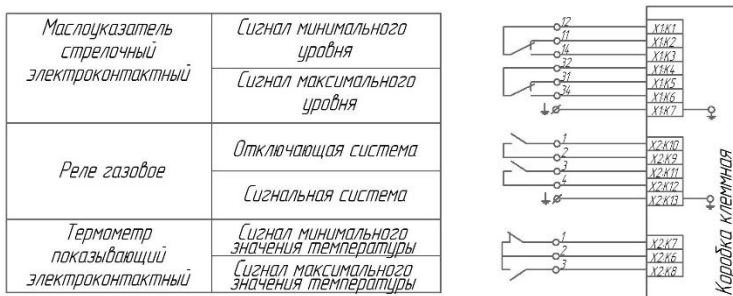 Маслоуказатель
стрелочный
электроконтактный
Сигнал минимального
уровня
Сигнал максимального
уровня
Реле газовое
Отключающая система
Сигнальная система
Термометр
показывающий
электроконтактный
Сигнал минимального
значения температуры
Сигнал максимального
значения температуры
12 X1:K1
11 X1:K2
14 X1:K3
32 X1:K4
31 X1:K5
34 X1:K6
X1:K7
1 X2:K10
2 X2:K9
3 X2:K11
4 X2:K12
X2:K13
1 X2:K7
2 X2:K6
3 X2:K8
Коробка клеммная